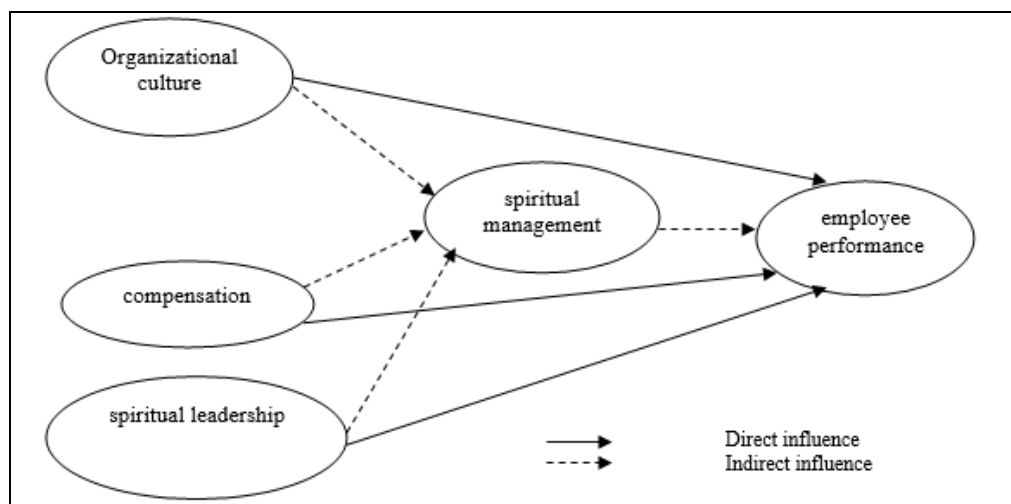 Organizational
culture
spiritual
management
employee
performance
compensation
spiritual leadership
Direct influence
Indirect influence